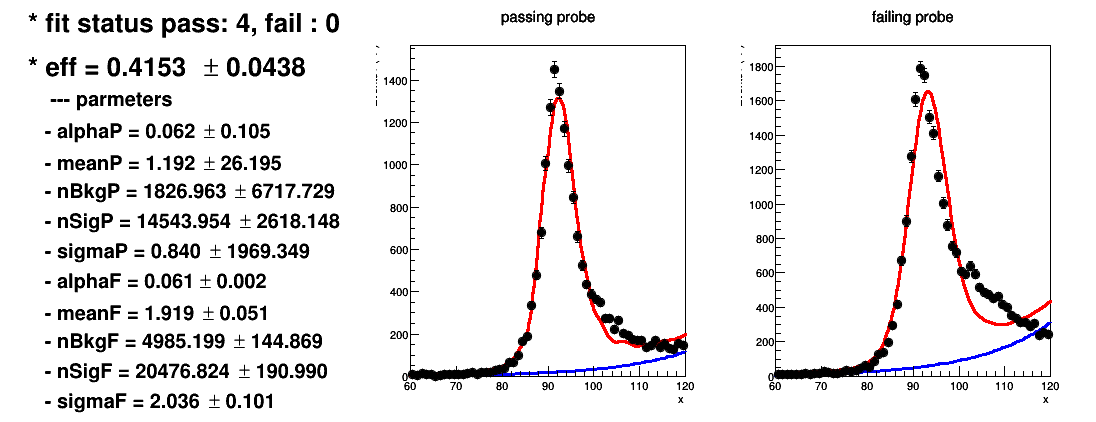 * fit status pass: 4, fail : 0
* eff = 0.4153 ± 0.0438
--- parmeters
- alphaP = 0.062 ± 0.105
- meanP = 1.192 ± 26.195
- nBkgP = 1826.963 ± 6717.729
- nSigP = 14543.954 ± 2618.148
- sigmaP = 0.840 ± 1969.349
- alphaF = 0.061 ± 0.002
- meanF = 1.919 ± 0.051
- nBkgF = 4985.199 ± 144.869
- nSigF = 20476.824 ± 190.990
- sigmaF = 2.036 ± 0.101
passing probe
1400
1200
1000
800
600
400
200
0
60 70 80 90 100 110 120
x
failing probe
1800
1600
1400
1200
1000
800
600
400
200
0
60 70 80 90 100 110 120
x